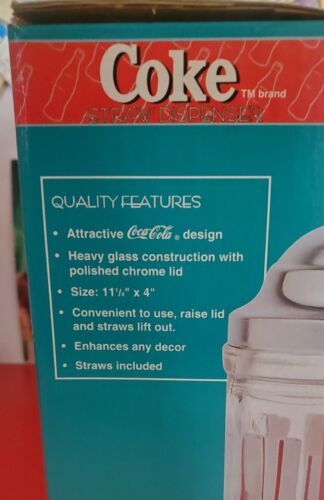 Coke TM brand
STRAW DISPENSER
QUALITY FEATURES
• Attractive Coca-Cola® design
• Heavy glass construction with
polished chrome lid
• Size: 11¼" x 4"
• Convenient to use, raise lid
and straws lift out.
• Enhances any decor
• Straws included